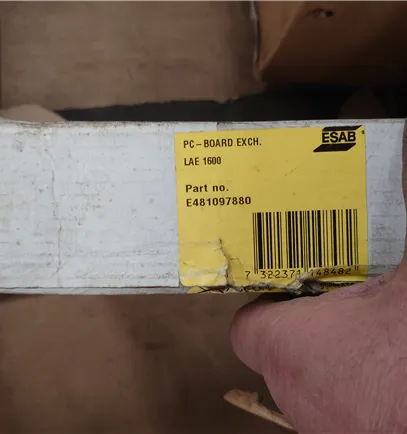 ESAB
PC-BOARD EXCH.
LAE 1600
Part no.
E481097880
7 322371 148482